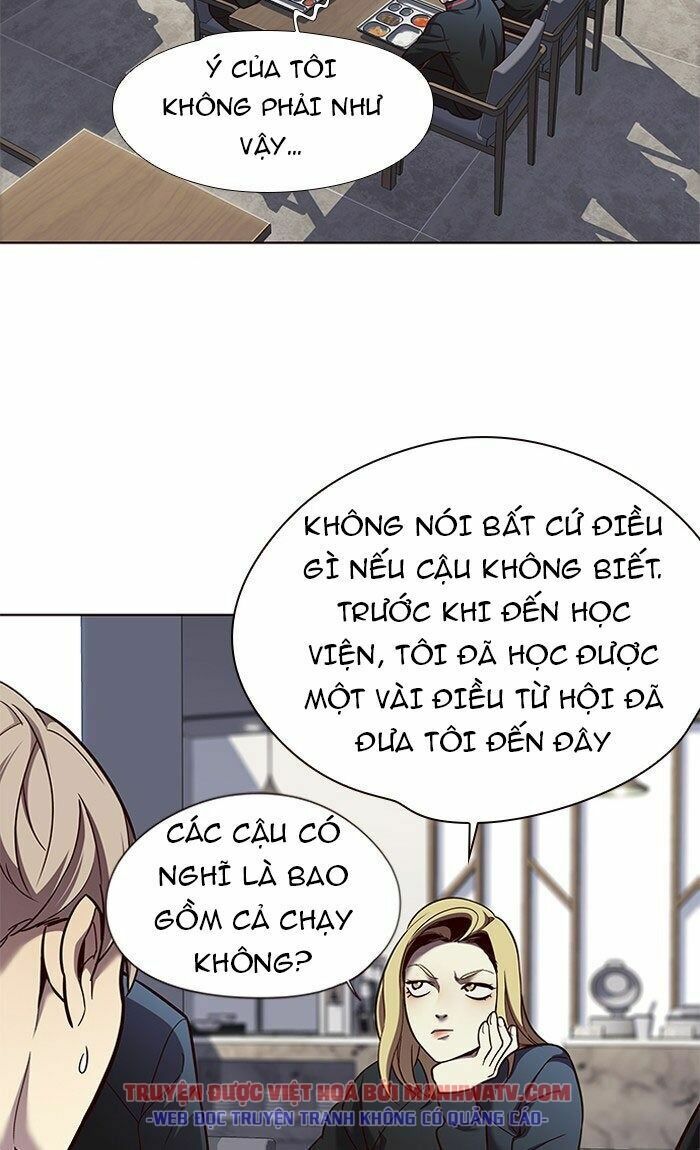 Ý CỦA TÔI
KHÔNG PHẢI NHƯ
VẬY...
KHÔNG NÓI BẤT CỨ ĐIỀU
GÌ NẾU CẬU KHÔNG BIẾT.
TRƯỚC KHI ĐẾN HỌC
VIỆN, TÔI ĐÃ HỌC ĐƯỢC
MỘT VÀI ĐIỀU TỪ HỘI ĐÃ
ĐƯA TÔI ĐẾN ĐÂY
CÁC CẬU CÓ
NGHĨ LÀ BAO
GỒM CẢ CHẠY
KHÔNG?
TRUYỆN ĐƯỢC VIỆT HOÁ BỞI MANHWATV.COM
-WEB ĐỌC TRUYỆN TRANH KHÔNG CÓ QUẢNG CÁO-